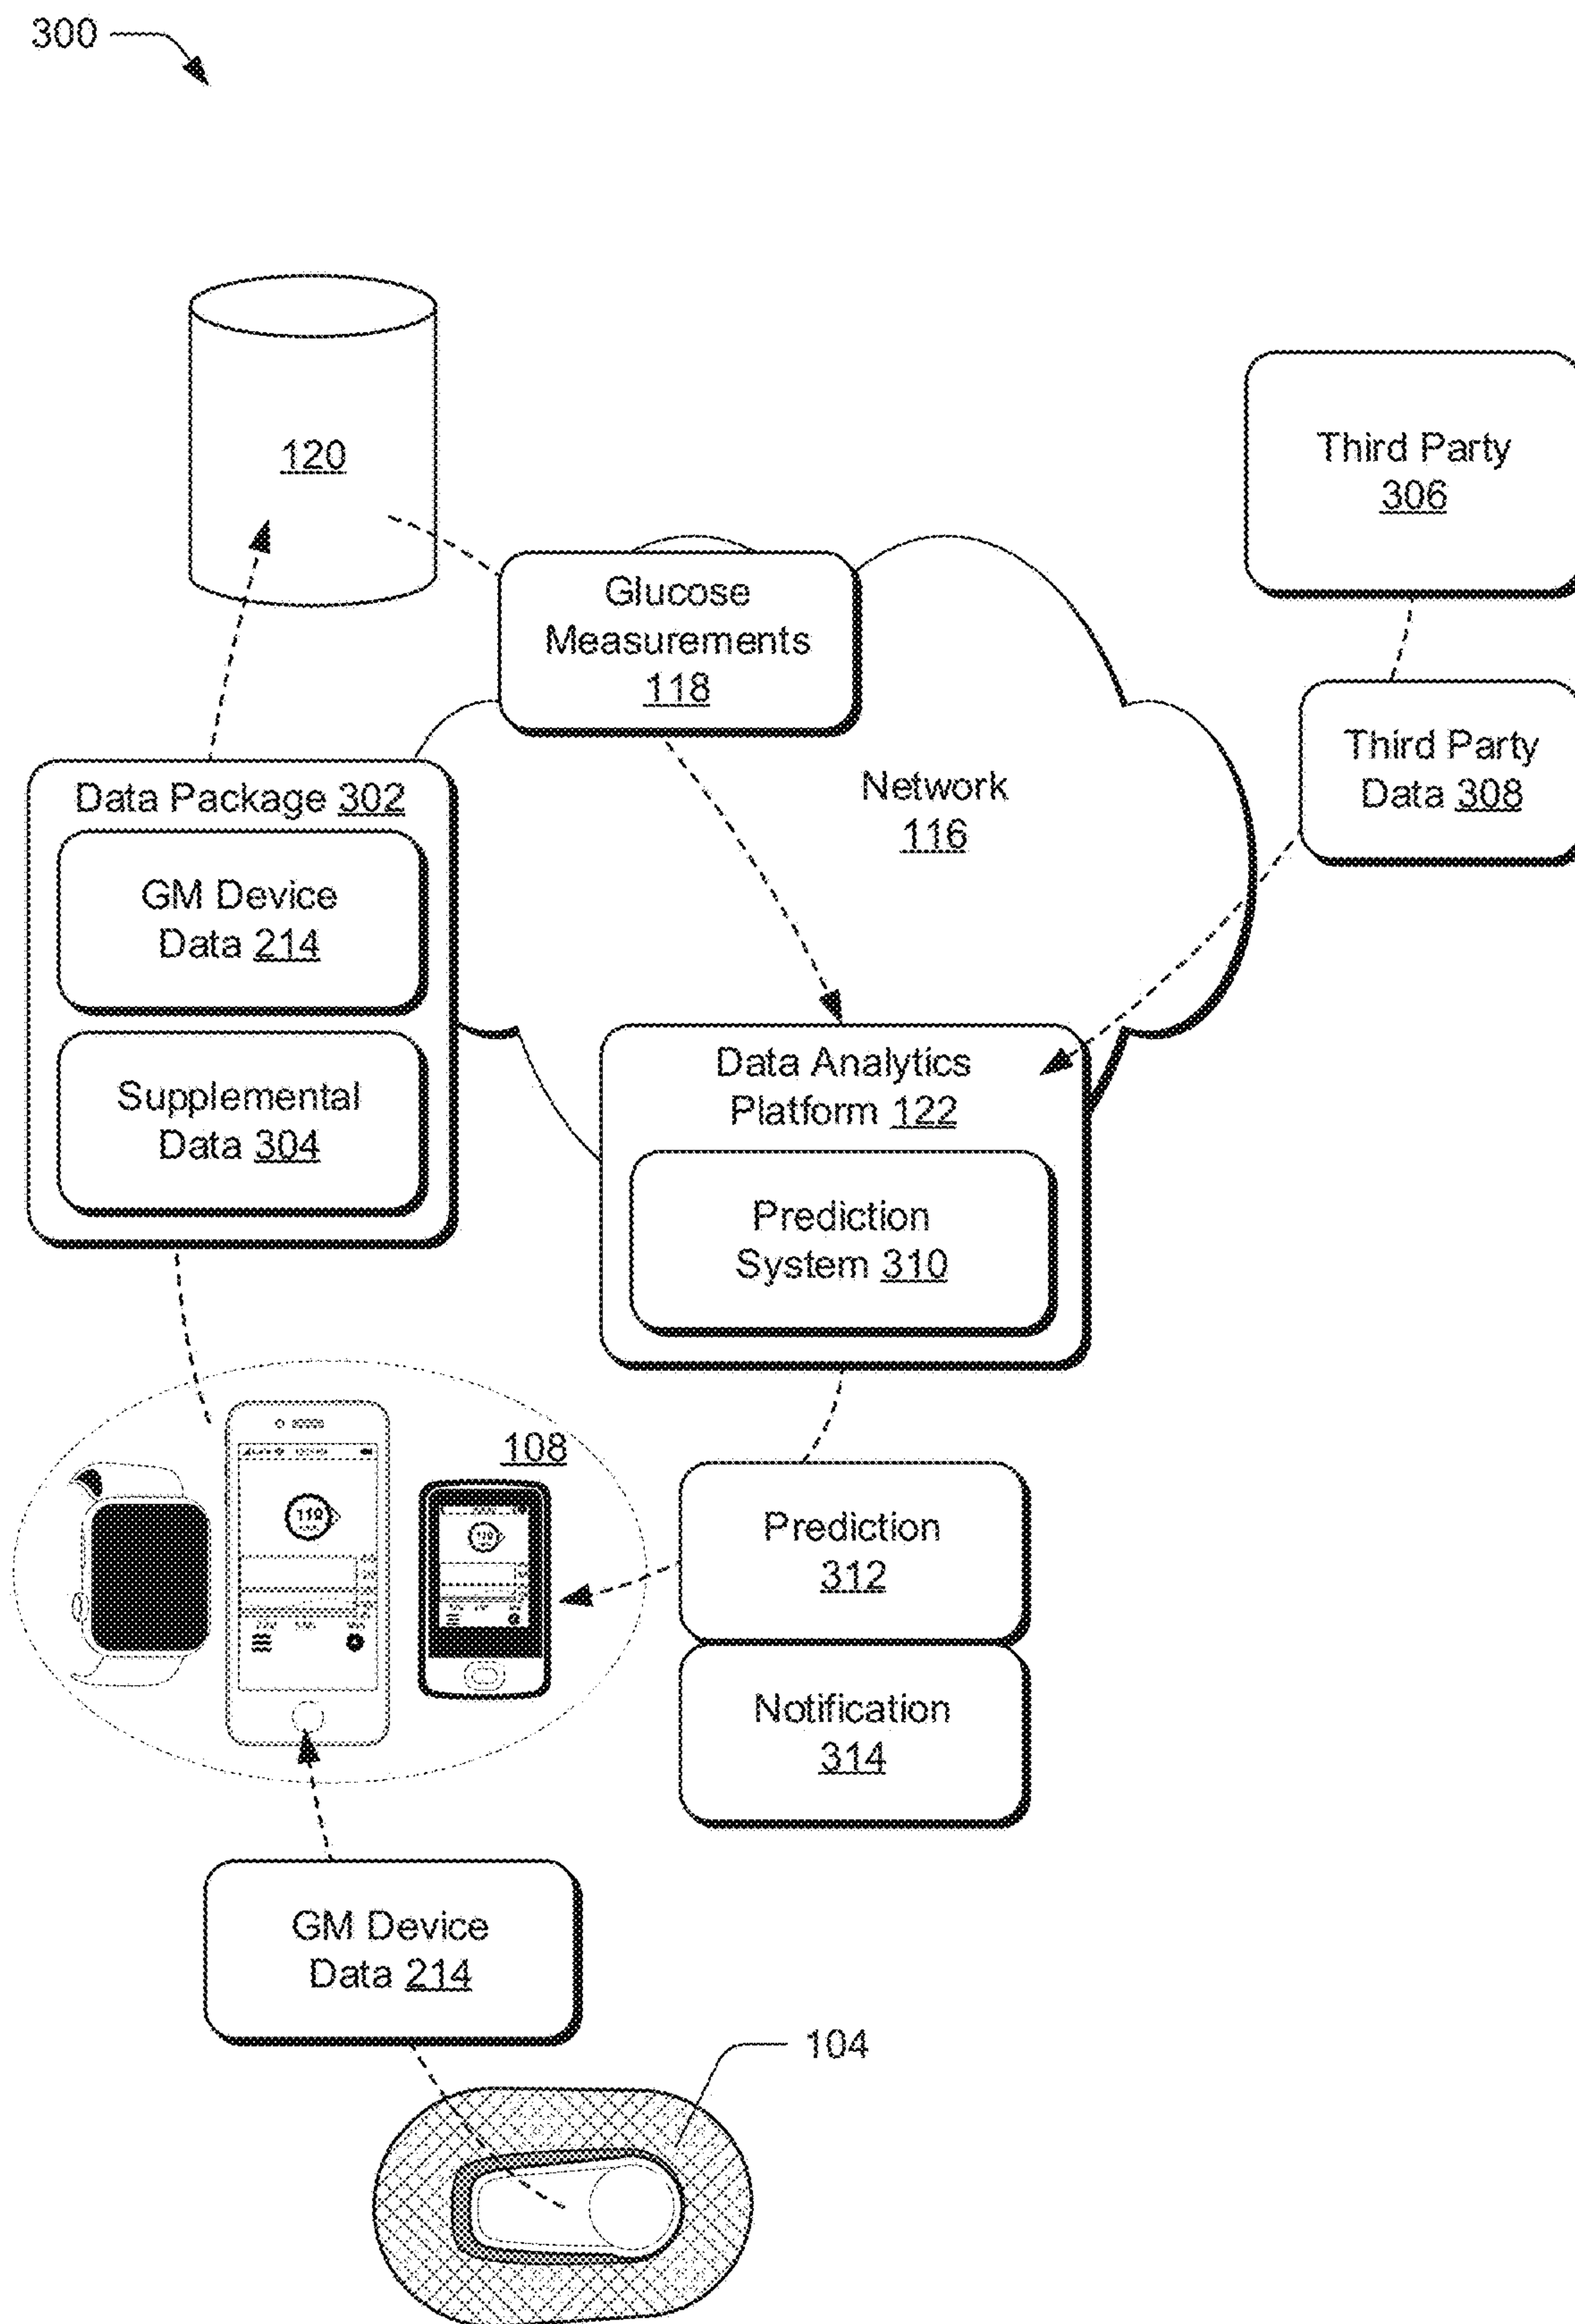 300
120
Third Party
306
Glucose
Measurements
118
Third Party
Data 308
Network
116
Data Package 302
GM Device
Data 214
Supplemental
Data 304
Data Analytics
Platform 122
Prediction
System 310
108
119
Prediction
312
Notification
314
GM Device
Data 214
104